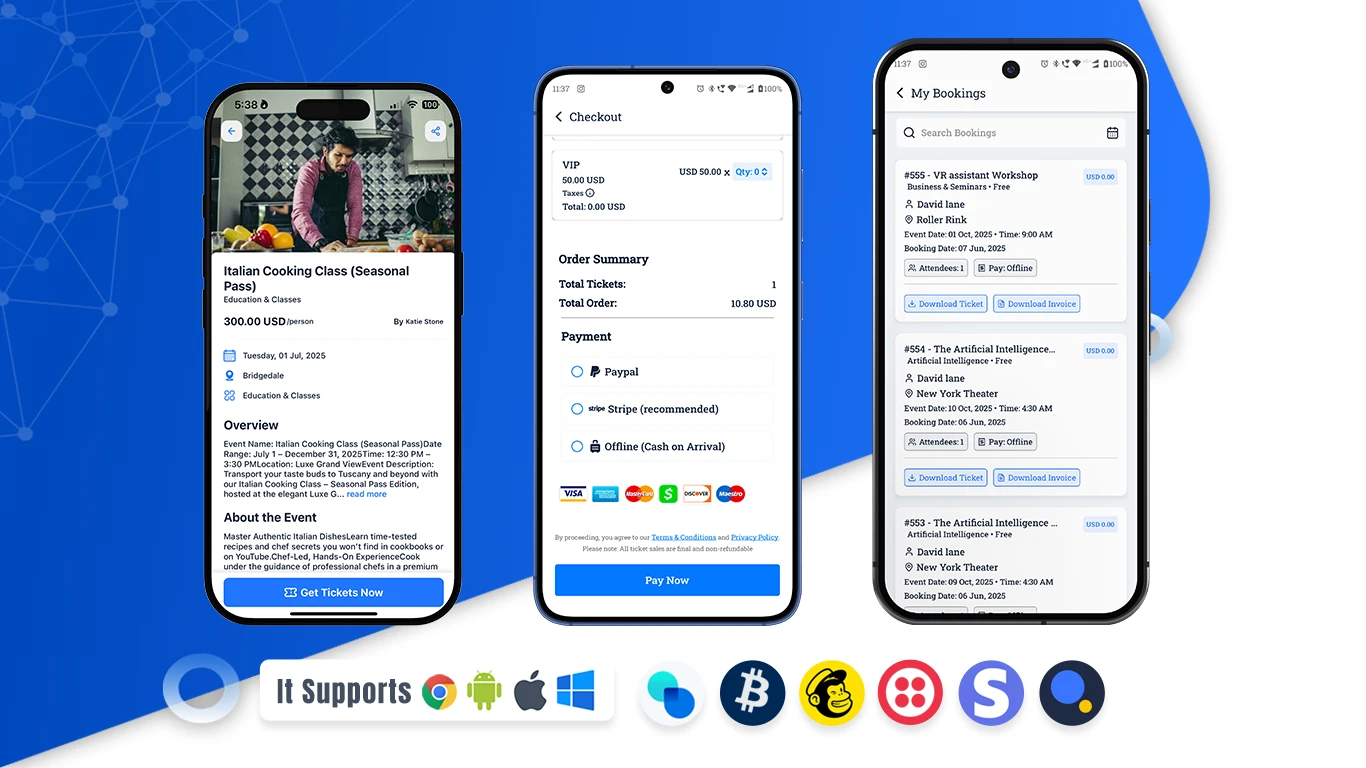 5:38
100
Italian Cooking Class (Seasonal
Pass)
Education & Classes
300.00 USD/person
By Katie Stone
Tuesday, 01 Jul, 2025
Bridgedale
Education & Classes
Overview
Event Name: Italian Cooking Class (Seasonal Pass)Date
Range: July 1 – December 31, 2025Time: 12:30 PM –
3:30 PMLocation: Luxe Grand ViewEvent Description:
Transport your taste buds to Tuscany and beyond with
our Italian Cooking Class – Seasonal Pass Edition,
hosted at the elegant Luxe G... read more
About the Event
Master Authentic Italian DishesLearn time-tested
recipes and chef secrets you won't find in cookbooks or
on YouTube.Chef-Led, Hands-On ExperienceCook
under the guidance of professional chefs in a premium
Get Tickets Now
11:37
100%
Checkout
VIP
50.00 USD
Taxes
Total: 0.00 USD
USD 50.00 x Qty: 0
Order Summary
Total Tickets: 1
Total Order: 10.80 USD
Payment
Paypal
stripe Stripe (recommended)
Offline (Cash on Arrival)
VISA
MasterCard
$
DISCOVER
Maestro
By proceeding, you agree to our Terms & Conditions and Privacy Policy.
Please note: All ticket sales are final and non-refundable
Pay Now
11:37
100%
My Bookings
Search Bookings
#555 - VR assistant Workshop
USD 0.00
Business & Seminars • Free
David lane
Roller Rink
Event Date: 01 Oct, 2025 • Time: 9:00 AM
Booking Date: 07 Jun, 2025
Attendees: 1
Pay: Offline
Download Ticket
Download Invoice
#554 - The Artificial Intelligence...
USD 0.00
Artificial Intelligence • Free
David lane
New York Theater
Event Date: 10 Oct, 2025 • Time: 4:30 AM
Booking Date: 06 Jun, 2025
Attendees: 1
Pay: Offline
Download Ticket
Download Invoice
#553 - The Artificial Intelligence ...
USD 0.00
Artificial Intelligence • Free
David lane
New York Theater
Event Date: 09 Oct, 2025 • Time: 4:30 AM
Booking Date: 06 Jun, 2025
It Supports
S